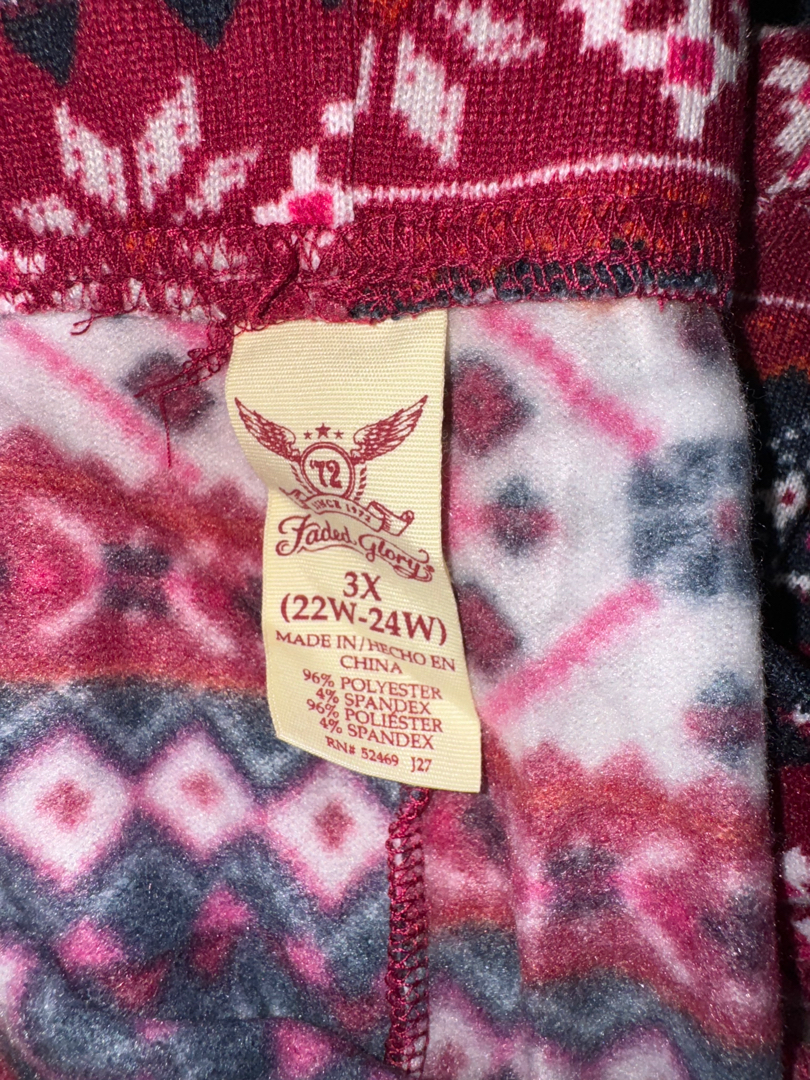 '72
SINCE 1972
Faded Glory
3X
(22W-24W)
MADE IN/HECHO EN
CHINA
96% POLYESTER
4% SPANDEX
96% POLIÉSTER
4% SPANDEX
RN# 52469 J27